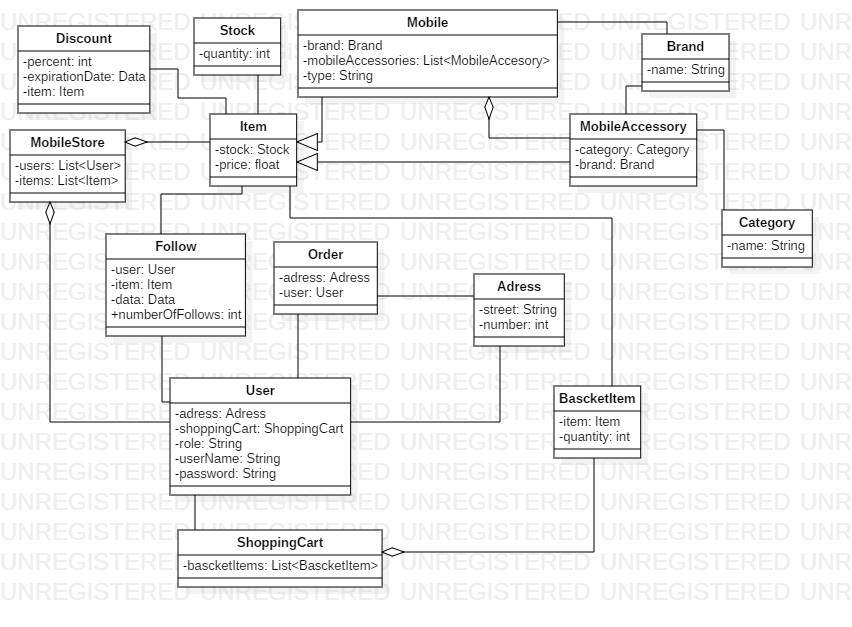 Discount
-percent: int
-expirationDate: Data
-item: Item
Stock
-quantity: int
Mobile
-brand: Brand
-mobileAccessories: List<MobileAccesory>
-type: String
Brand
-name: String
MobileStore
-users: List<User>
-items: List<Item>
Item
-stock: Stock
-price: float
MobileAccessory
-category: Category
-brand: Brand
Category
-name: String
Follow
-user: User
-item: Item
-data: Data
+numberOfFollows: int
Order
-adress: Adress
-user: User
Adress
-street: String
-number: int
User
-adress: Adress
-shoppingCart: ShoppingCart
-role: String
-userName: String
-password: String
BascketItem
-item: Item
-quantity: int
ShoppingCart
-bascketItems: List<BascketItem>
UNREGISTERED